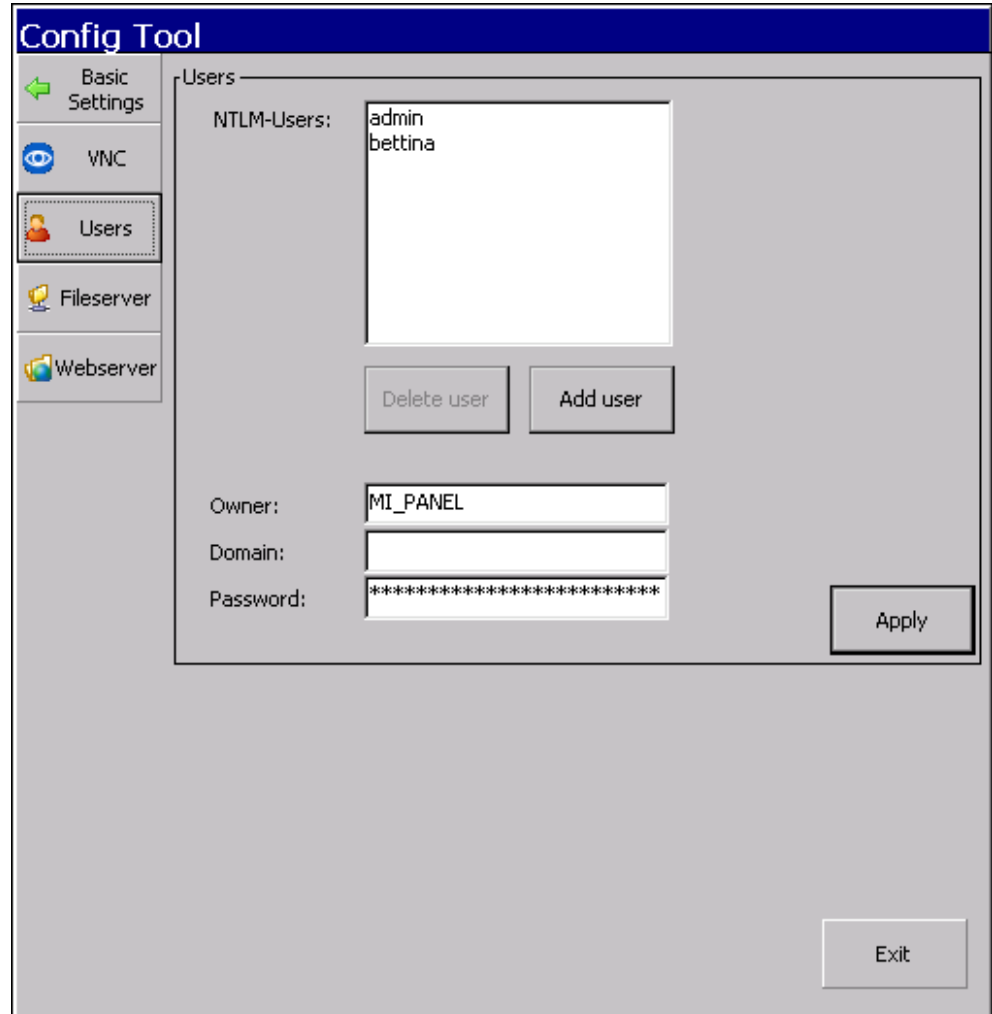 Config Tool
Basic
Settings
VNC
Users
Fileserver
Webserver
Users
NTLM-Users:
admin
bettina
Delete user
Add user
Owner:
MI_PANEL
Domain:
Password:
*************************
Apply
Exit